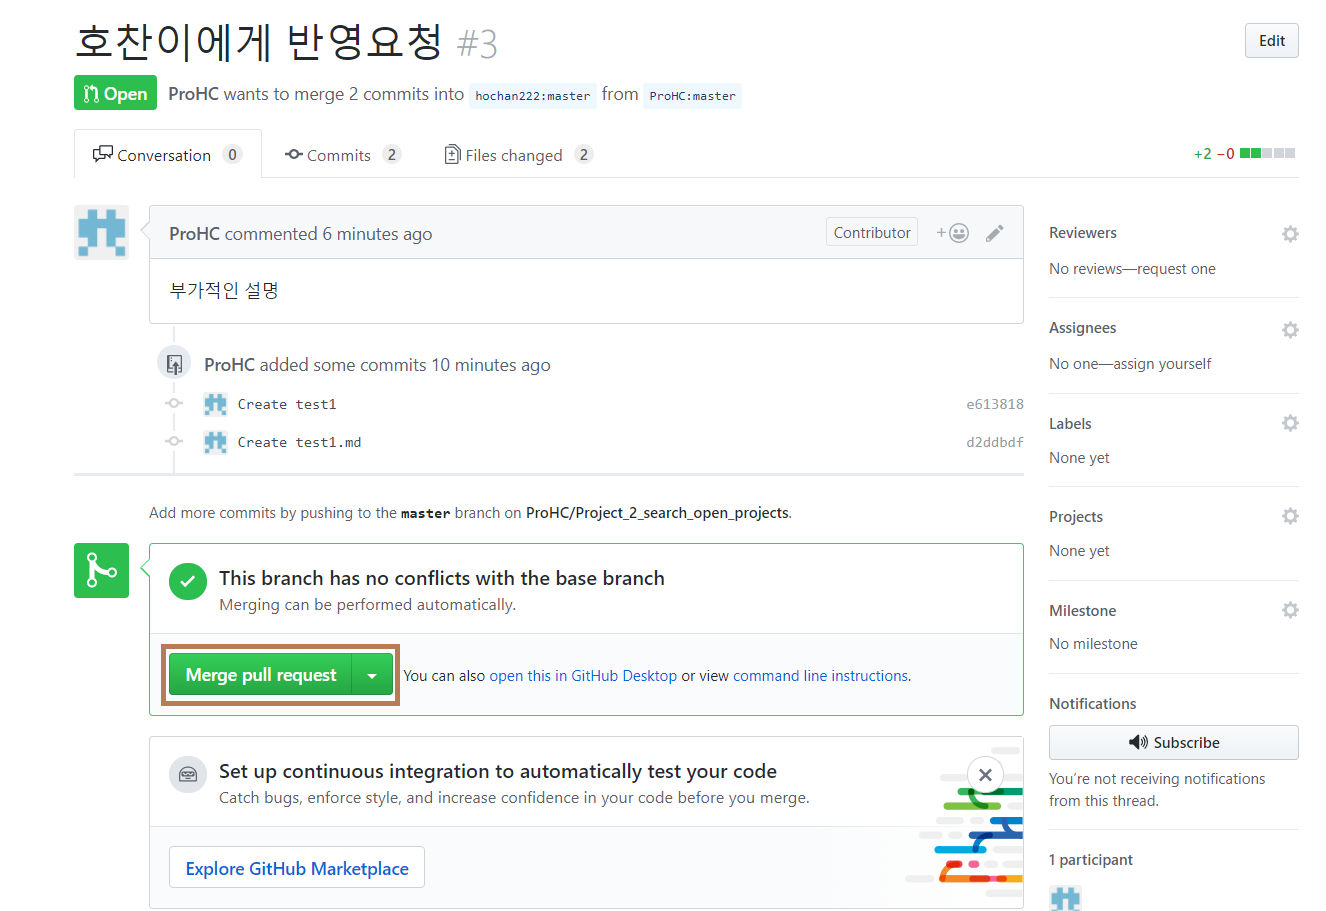 호찬이에게 반영요청 #3
Edit
Open ProHC wants to merge 2 commits into hochan222:master from ProHC:master
Conversation 0 Commits 2 Files changed 2
+2 −0
ProHC commented 6 minutes ago Contributor +
부가적인 설명
ProHC added some commits 10 minutes ago
Create test1 e613818
Create test1.md d2ddbdf
Add more commits by pushing to the master branch on ProHC/Project_2_search_open_projects.
This branch has no conflicts with the base branch
Merging can be performed automatically.
Merge pull request You can also open this in GitHub Desktop or view command line instructions.
Set up continuous integration to automatically test your code
Catch bugs, enforce style, and increase confidence in your code before you merge.
Explore GitHub Marketplace
Reviewers
No reviews—request one
Assignees
No one—assign yourself
Labels
None yet
Projects
None yet
Milestone
No milestone
Notifications
Subscribe
You’re not receiving notifications
from this thread.
1 participant